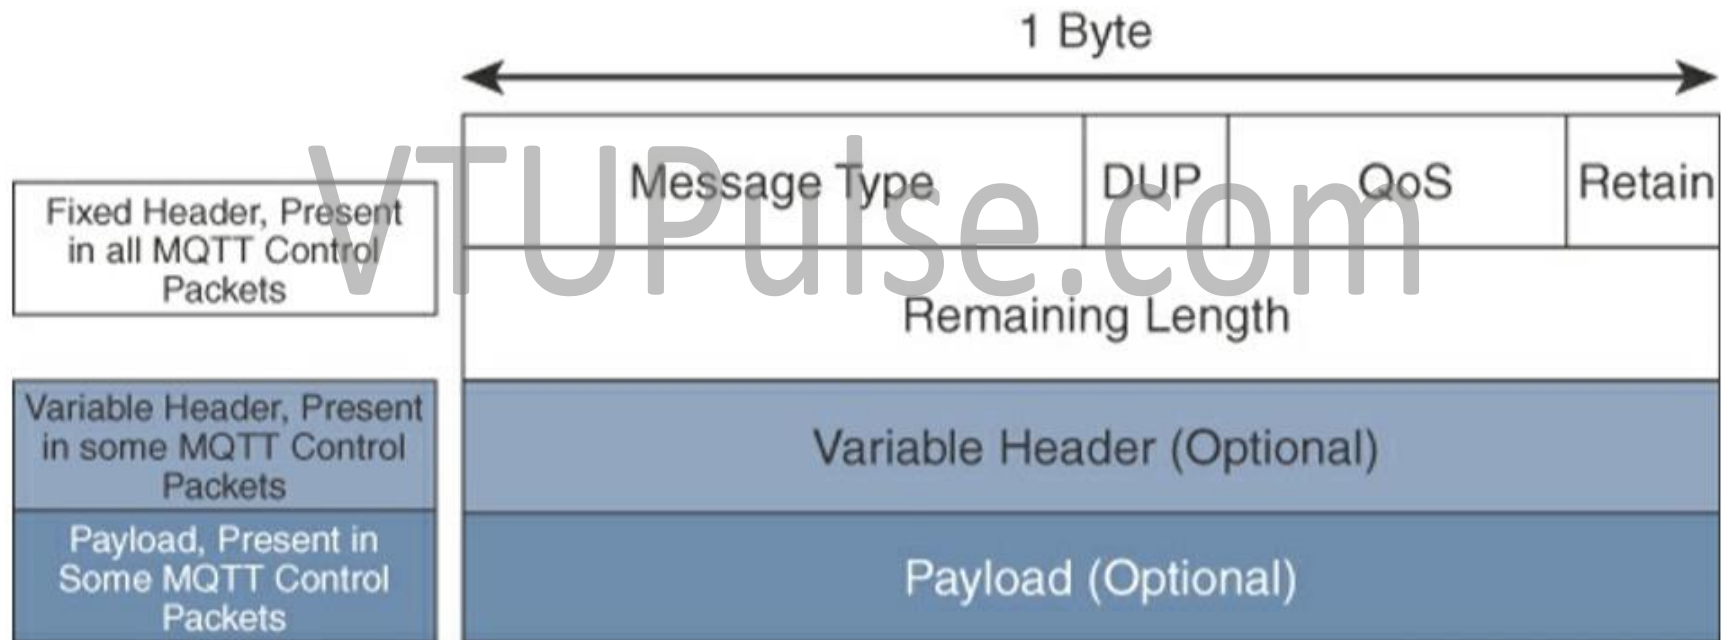 1 Byte
Message Type DUP QoS Retain
Fixed Header, Present
in all MQTT Control
Packets
Remaining Length
VTUPulse.com
Variable Header, Present
in some MQTT Control
Packets
Variable Header (Optional)
Payload, Present in
Some MQTT Control
Packets
Payload (Optional)